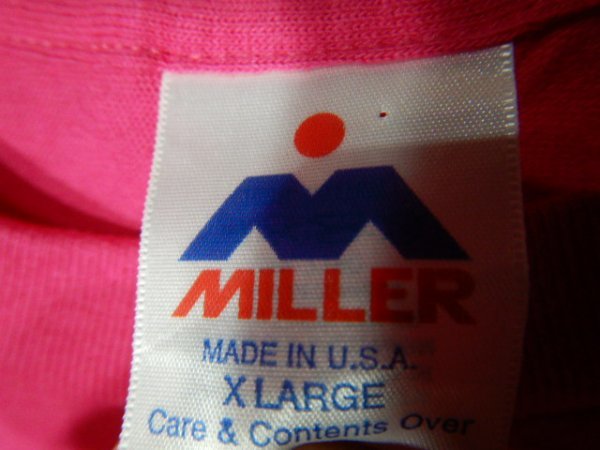 MILLER
MADE IN U.S.A.
X LARGE
Care & Contents Over